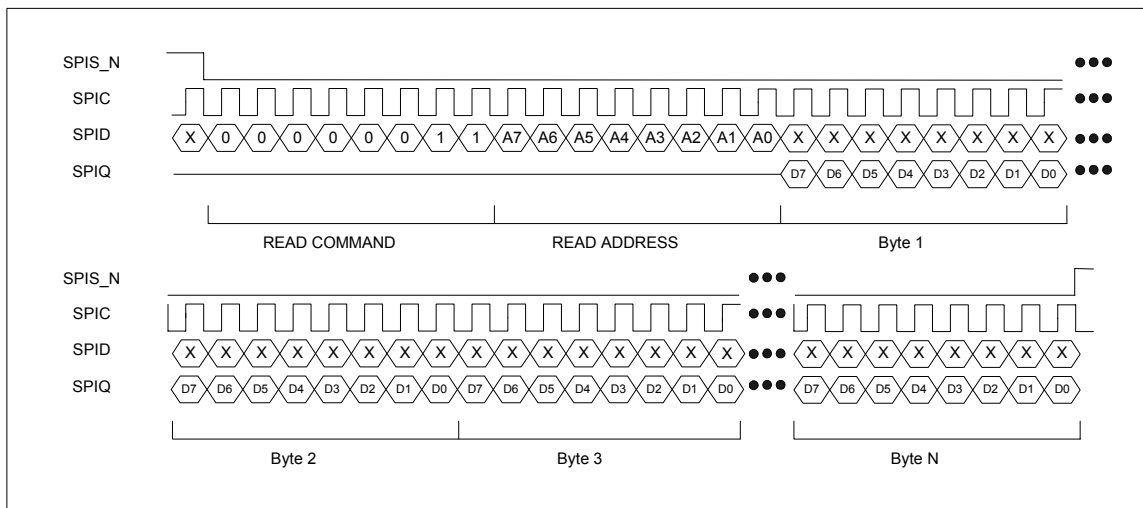 SPIS_N
SPIC
SPID X 0 0 0 0 0 0 1 1 A7 A6 A5 A4 A3 A2 A1 A0 X X X X X X X X
SPIQ D7 D6 D5 D4 D3 D2 D1 D0
READ COMMAND READ ADDRESS Byte 1
SPIS_N
SPIC
SPID X X X X X X X X X X X X X X X X X X X X X X X X
SPIQ D7 D6 D5 D4 D3 D2 D1 D0 D7 D6 D5 D4 D3 D2 D1 D0 D7 D6 D5 D4 D3 D2 D1 D0
Byte 2 Byte 3 Byte N